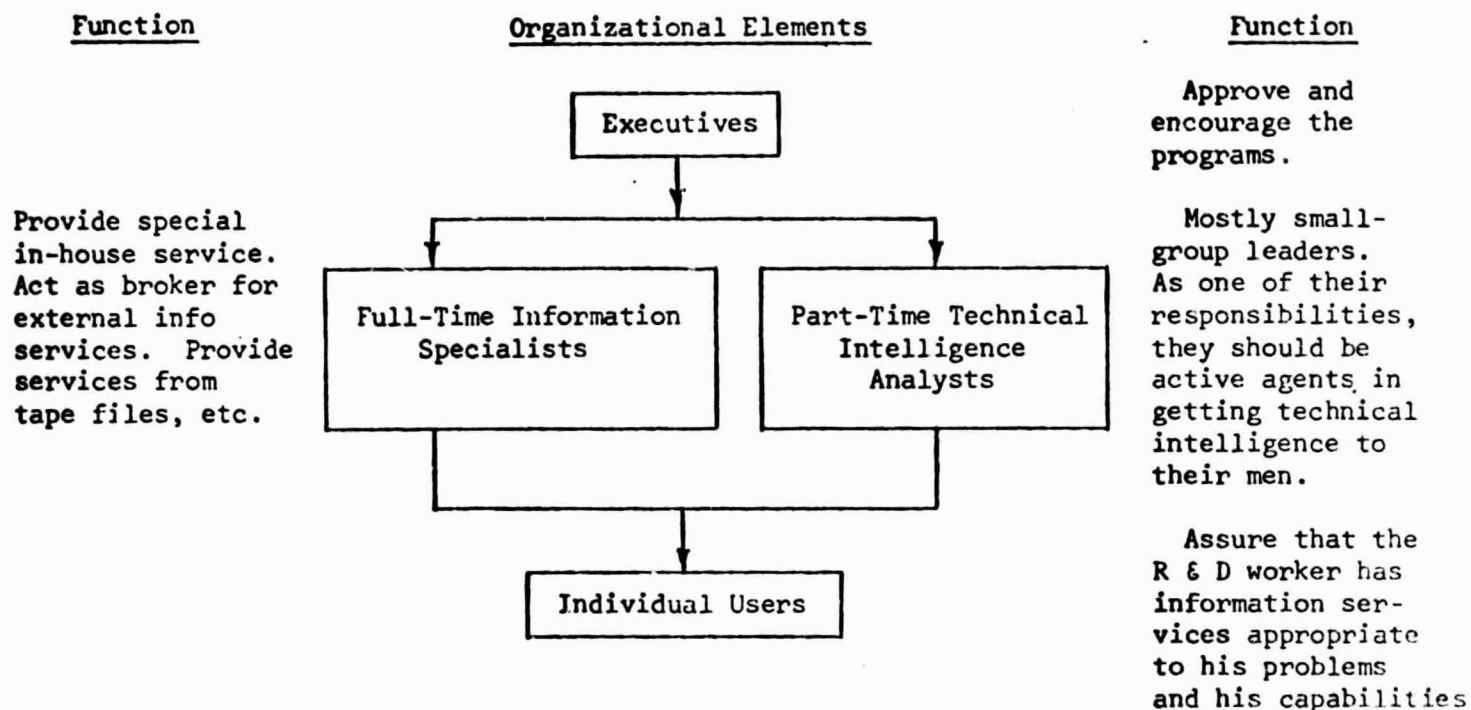 Function
Organizational Elements
Function
Executives
Approve and
encourage the
programs.
Provide special
in-house service.
Act as broker for
external info
services. Provide
services from
tape files, etc.
Full-Time Information
Specialists
Part-Time Technical
Intelligence
Analysts
Mostly small-
group leaders.
As one of their
responsibilities,
they should be
active agents in
getting technical
intelligence to
their men.
Individual Users
Assure that the
R & D worker has
information ser-
vices appropriate
to his problems
and his capabilities